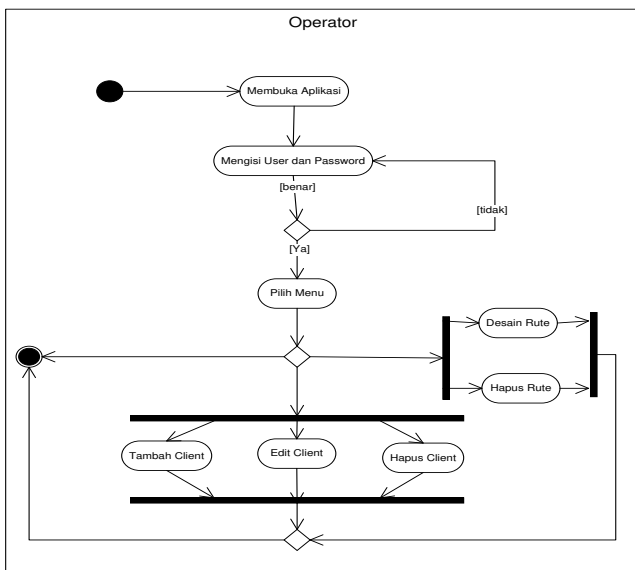 Operator
Membuka Aplikasi
Mengisi User dan Password
[benar]
[tidak]
[Ya]
Pilih Menu
Desain Rute
Hapus Rute
Tambah Client
Edit Client
Hapus Client